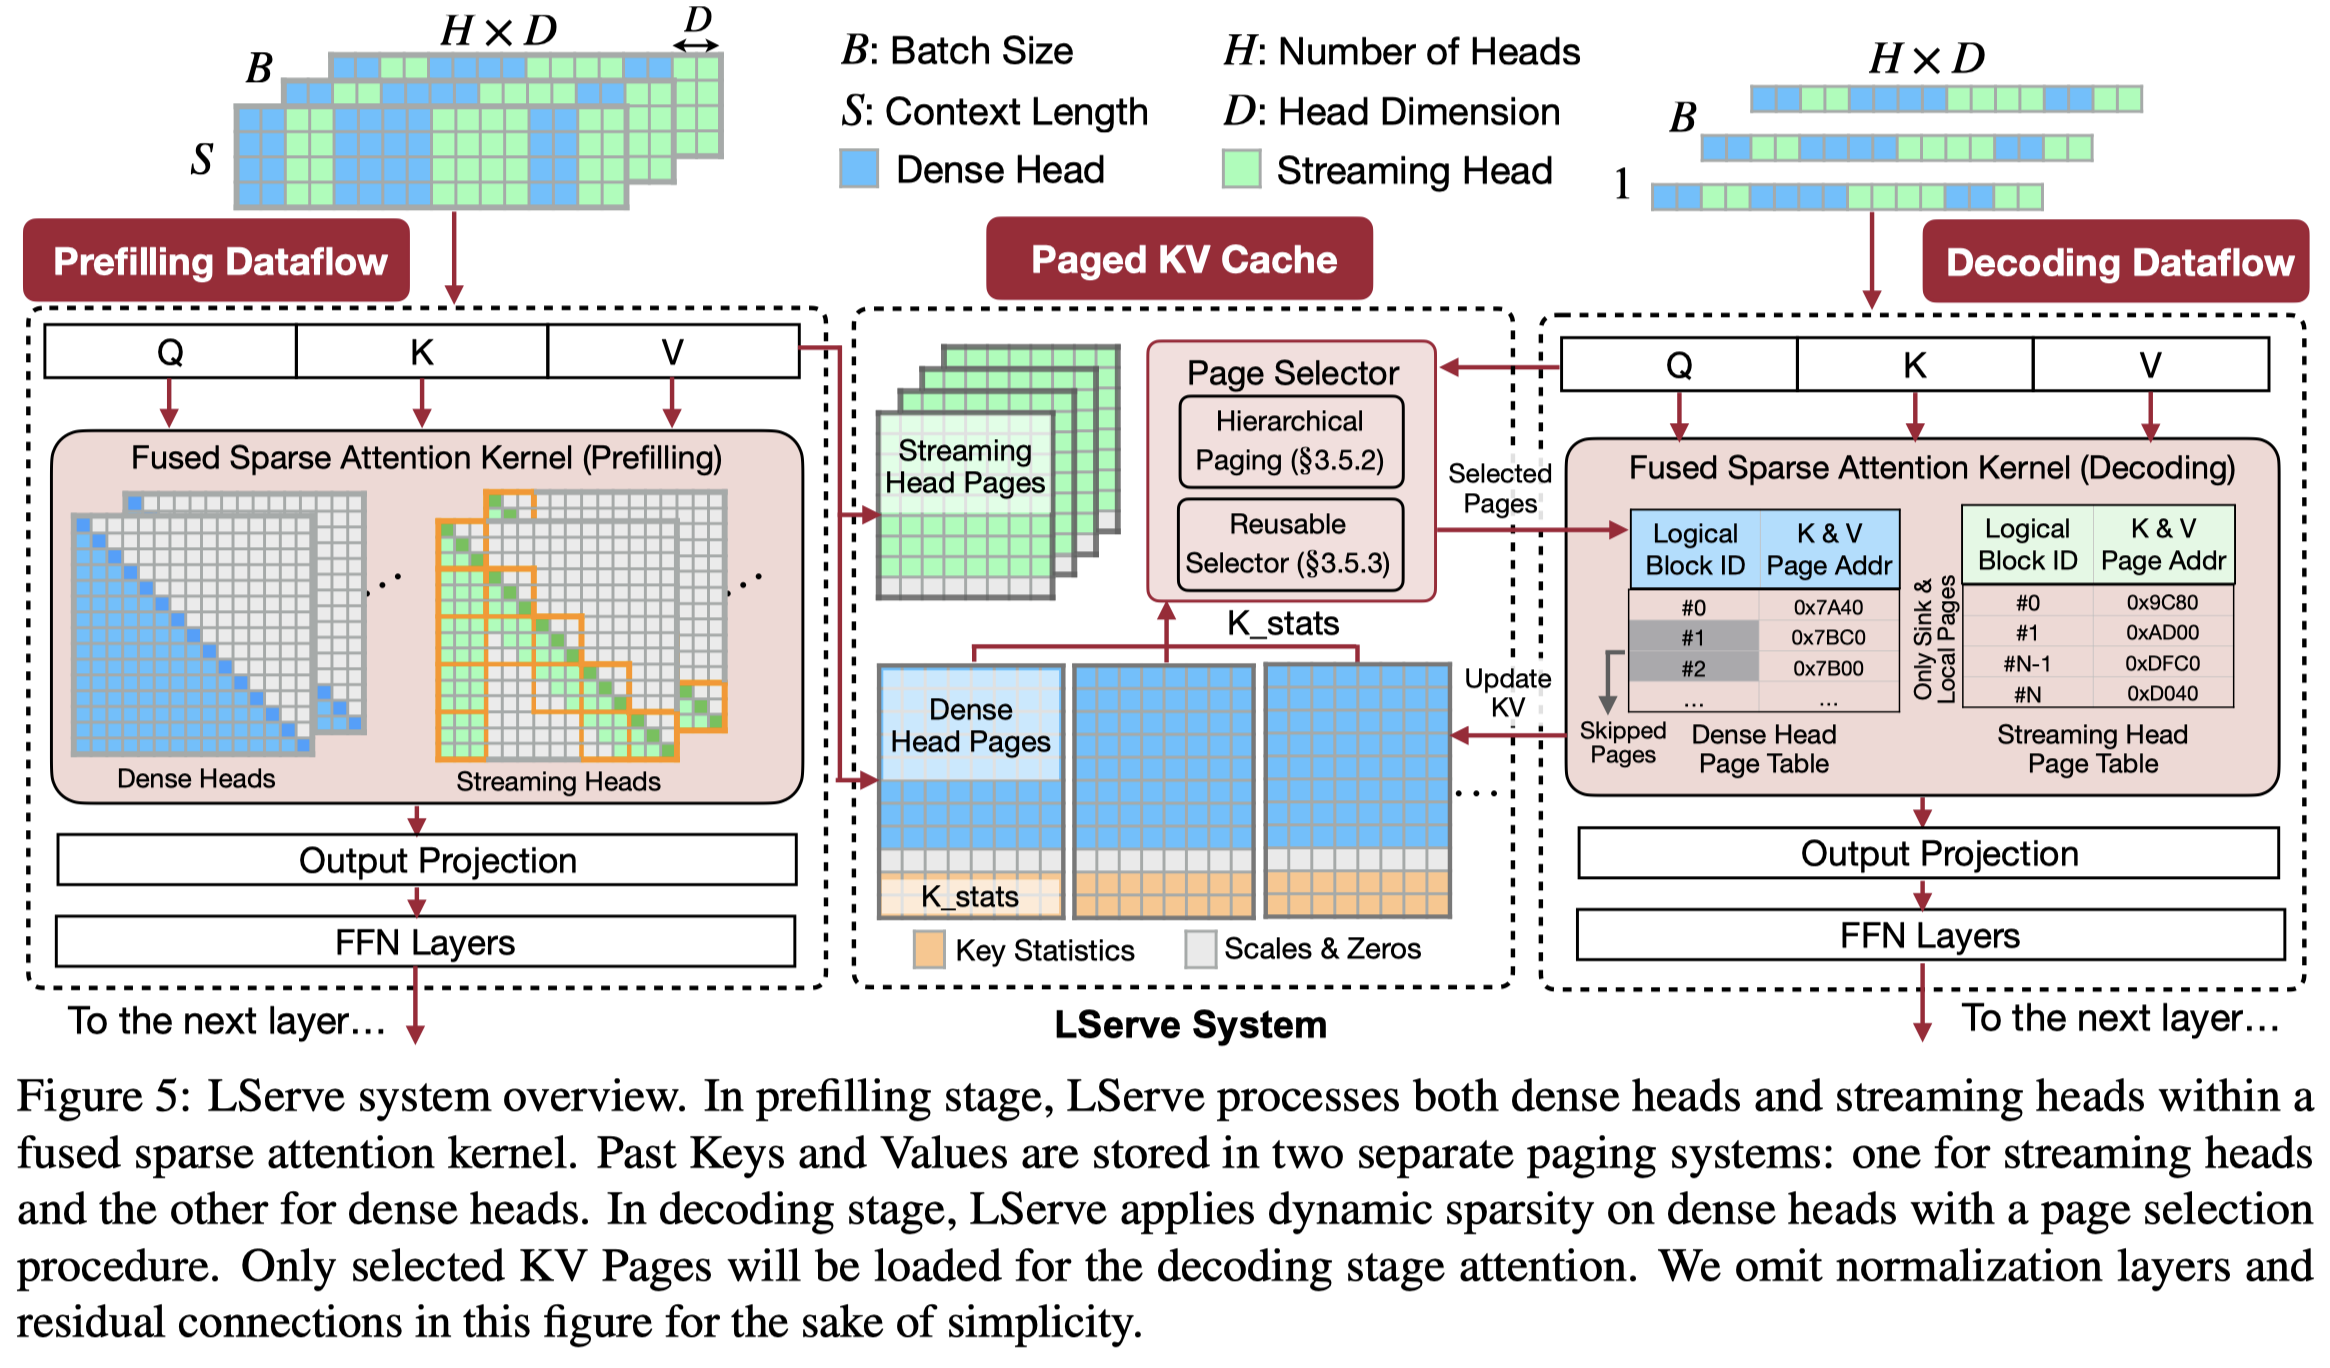 H × D
D
B
S
B: Batch Size
H: Number of Heads
S: Context Length
D: Head Dimension
Dense Head
Streaming Head
H × D
B
1
Prefilling Dataflow
Paged KV Cache
Decoding Dataflow
Q
K
V
Fused Sparse Attention Kernel (Prefilling)
Dense Heads
Streaming Heads
Output Projection
FFN Layers
To the next layer...
Streaming
Head Pages
Page Selector
Hierarchical
Paging (§3.5.2)
Reusable
Selector (§3.5.3)
K_stats
Dense
Head Pages
K_stats
Key Statistics
Scales & Zeros
Selected
Pages
Update
KV
LServe System
Q
K
V
Fused Sparse Attention Kernel (Decoding)
Logical
Block ID
K & V
Page Addr
#0
0x7A40
#1
0x7BC0
#2
0x7B00
...
...
Skipped
Pages
Dense Head
Page Table
Only Sink &
Local Pages
Logical
Block ID
K & V
Page Addr
#0
0x9C80
#1
0xAD00
#N-1
0xDFC0
#N
0xD040
Streaming Head
Page Table
Output Projection
FFN Layers
To the next layer...
Figure 5: LServe system overview. In prefilling stage, LServe processes both dense heads and streaming heads within a
fused sparse attention kernel. Past Keys and Values are stored in two separate paging systems: one for streaming heads
and the other for dense heads. In decoding stage, LServe applies dynamic sparsity on dense heads with a page selection
procedure. Only selected KV Pages will be loaded for the decoding stage attention. We omit normalization layers and
residual connections in this figure for the sake of simplicity.